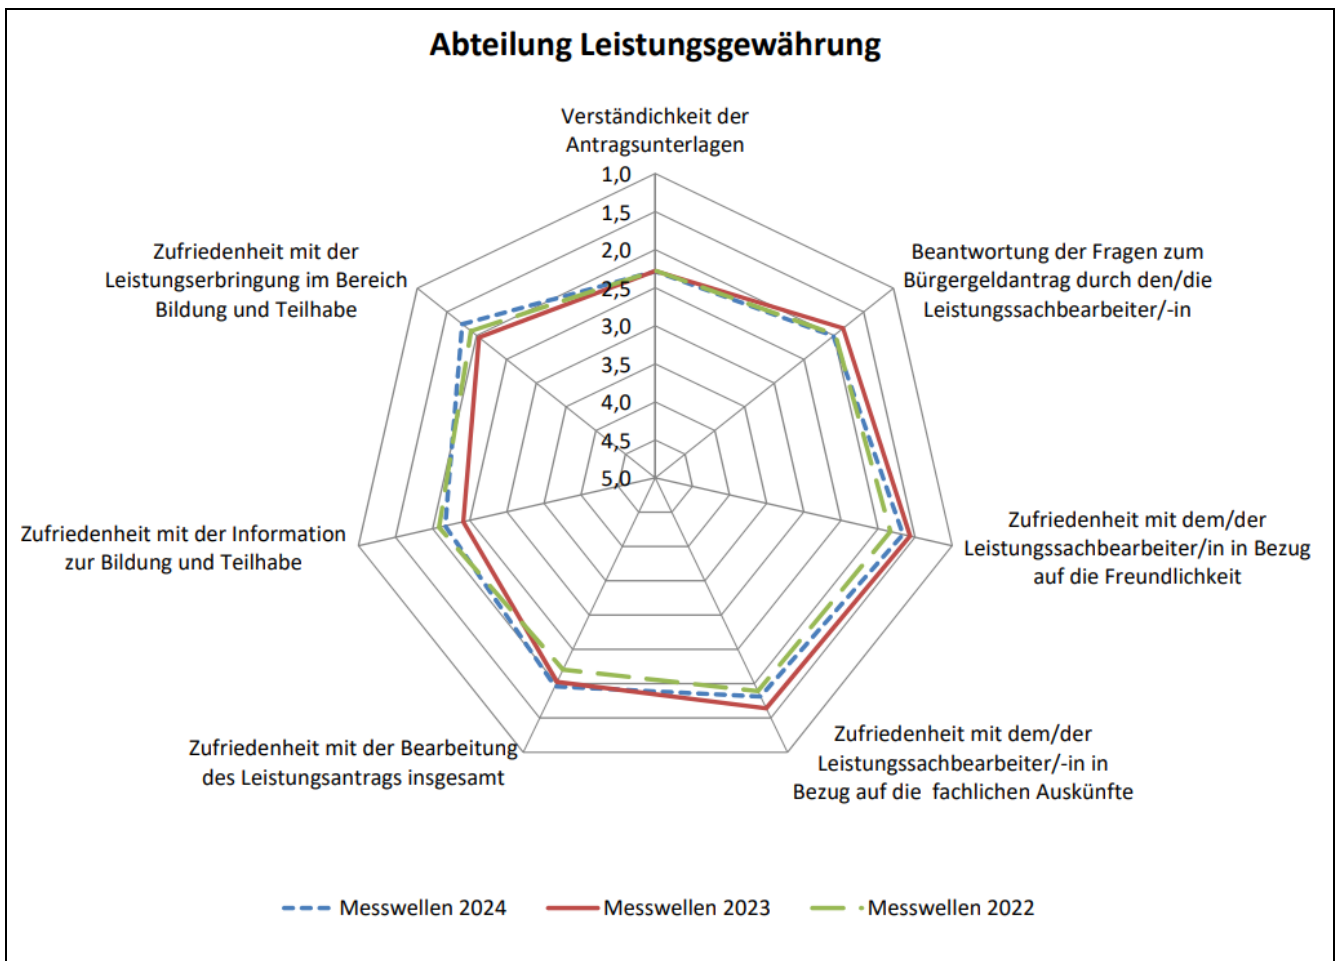 Abteilung Leistungsgewährung
Verständichkeit der
Antragsunterlagen
1,0
1,5
2,0
2,5
3,0
3,5
4,0
4,5
5,0
Beantwortung der Fragen zum
Bürgergeldantrag durch den/die
Leistungssachbearbeiter/-in
Zufriedenheit mit dem/der
Leistungssachbearbeiter/in in Bezug
auf die Freundlichkeit
Zufriedenheit mit dem/der
Leistungssachbearbeiter/-in in
Bezug auf die fachlichen Auskünfte
Zufriedenheit mit der Bearbeitung
des Leistungsantrags insgesamt
Zufriedenheit mit der Information
zur Bildung und Teilhabe
Zufriedenheit mit der
Leistungserbringung im Bereich
Bildung und Teilhabe
Messwellen 2024
Messwellen 2023
Messwellen 2022